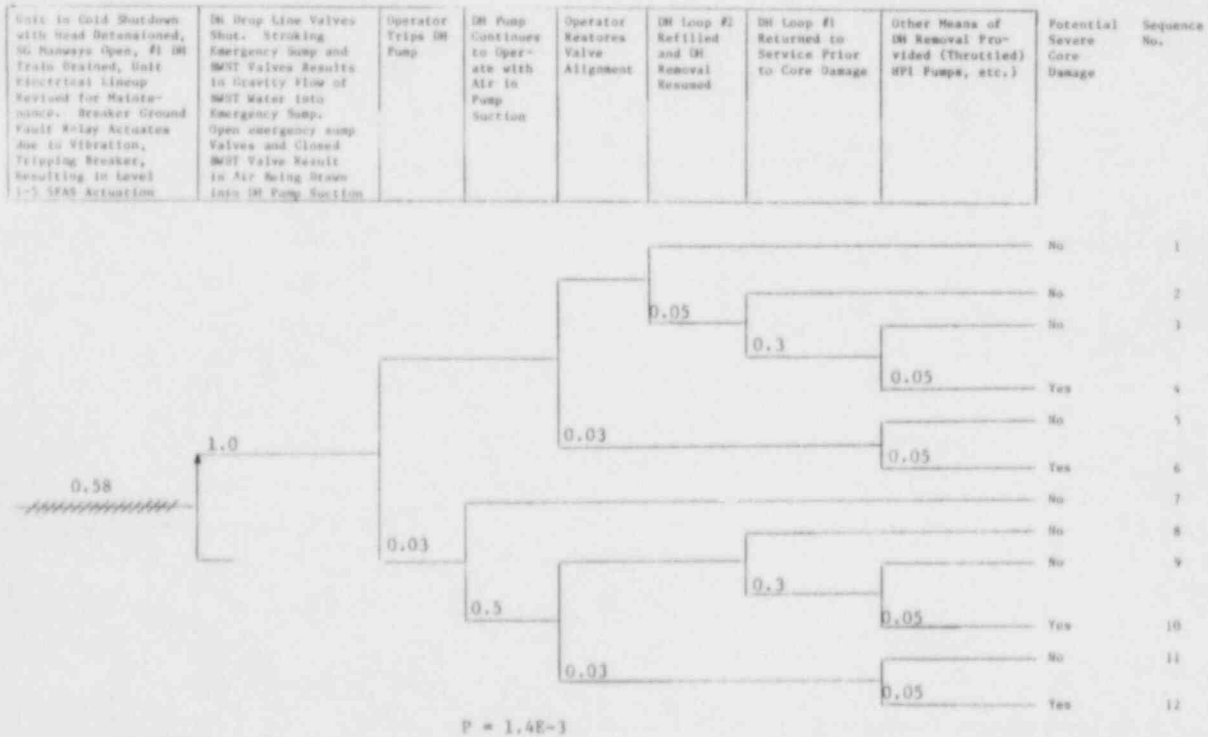 Unit in Cold Shutdown
with Head Detensioned,
SG Manways Open, #1 DH
Train Drained, Unit
Electrical Lineup
Revised for Mainte-
nance. Breaker Ground
Fault Relay Actuates
due to Vibration,
Tripping Breaker,
Resulting in Level
1-5 SFAS Actuation
DH Drop Line Valves
Shut. Stroking
Emergency Sump and
BWST Valves Results
in Gravity Flow of
BWST Water into
Emergency Sump.
Open emergency sump
Valves and Closed
BWST Valve Result
in Air Being Drawn
into DH Pump Suction
Operator
Trips DH
Pump
DH Pump
Continues
to Oper-
ate with
Air in
Pump
Suction
Operator
Restores
Valve
Alignment
DH Loop #2
Refilled
and DH
Removal
Resumed
DH Loop #1
Returned to
Service Prior
to Core Damage
Other Means of
DH Removal Pro-
vided (Throttled)
HPI Pumps, etc.)
Potential
Severe
Core
Damage
Sequence
No.
No 1
No 2
0.05
No 3
0.3
0.05
Yes 4
No 5
1.0
0.03
0.05
Yes 6
0.58
No 7
No 8
0.03
No 9
0.3
0.5
0.05
Yes 10
No 11
0.03
0.05
Yes 12
P = 1.4E-3